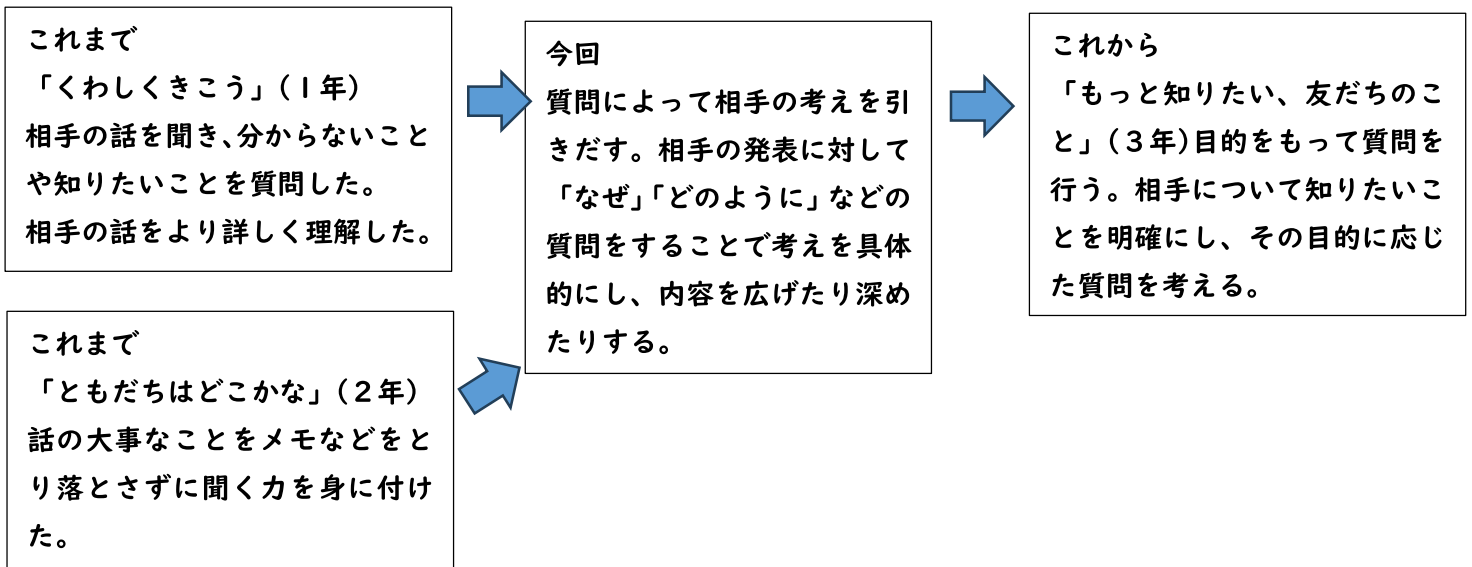 これまで
「くわしくきこう」(1年)
相手の話を聞き、分からないこと
や知りたいことを質問した。
相手の話をより詳しく理解した。
これまで
「ともだちはどこかな」(2年)
話の大事なことをメモなどをと
り落とさずに聞く力を身に付け
た。
今回
質問によって相手の考えを引
きだす。相手の発表に対して
「なぜ」「どのように」などの
質問をすることで考えを具体
的にし、内容を広げたり深め
たりする。
これから
「もっと知りたい、友だちのこ
と」(3年)目的をもって質問を
行う。相手について知りたいこ
とを明確にし、その目的に応じ
た質問を考える。